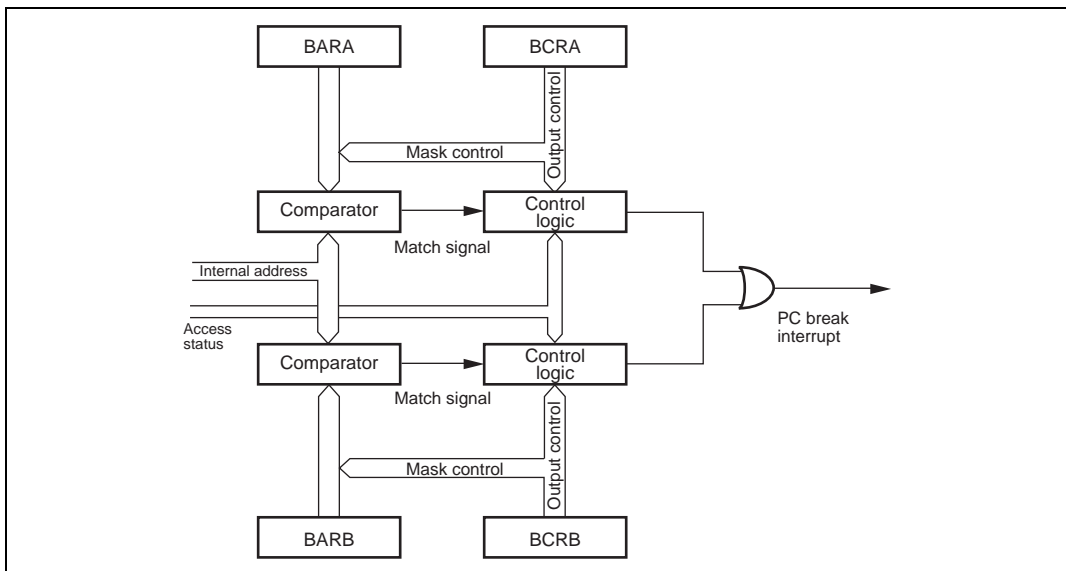 BARA
BCRA
Output control
Mask control
Comparator
Control
logic
Match signal
Internal address
Access
status
PC break
interrupt
Comparator
Control
logic
Match signal
Output control
Mask control
BARB
BCRB